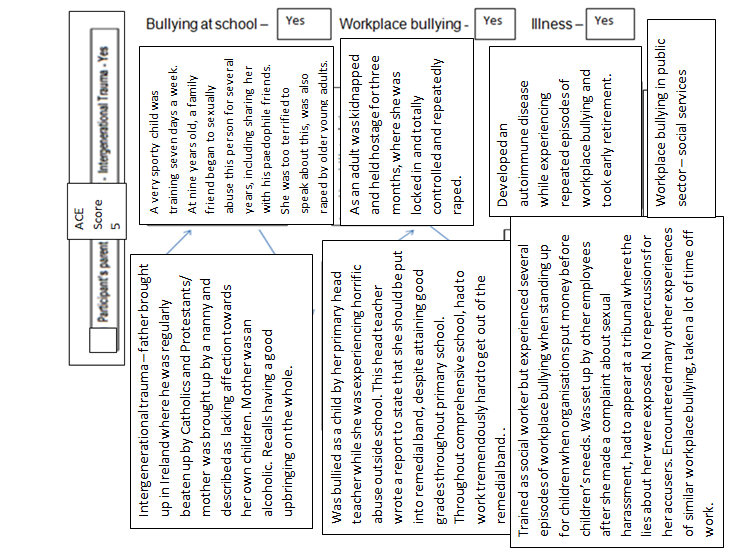 Bullying at school – Yes
Workplace bullying - Yes
Illness – Yes
Participant's parent - Intergenerational Trauma - Yes
ACE
Score
5
A very sporty child was
training seven days a week.
At nine years old, a family
friend began to sexually
abuse this person for several
years, including sharing her
with his paedophile friends.
She was too terrified to
speak about this, was also
raped by older young adults.
As an adult was kidnapped
and held hostage for three
months, where she was
locked in and totally
controlled and repeatedly
raped.
Developed an
autoimmune disease
while experiencing
repeated episodes of
workplace bullying and
took early retirement.
Workplace bullying in public
sector – social services
Intergenerational trauma – father brought
up in Ireland where he was regularly
beaten up by Catholics and Protestants/
mother was brought up by a nanny and
described as lacking affection towards
her own children. Mother was an
alcoholic. Recalls having a good
upbringing on the whole.
Was bullied as a child by her primary head
teacher while she was experiencing horrific
abuse outside school. This head teacher
wrote a report to state that she should be put
into remedial band, despite attaining good
grades throughout primary school.
Throughout comprehensive school, had to
work tremendously hard to get out of the
remedial band. .
Trained as social worker but experienced several
episodes of workplace bullying when standing up
for children when organisations put money before
children's needs. Was set up by other employees
after she made a complaint about sexual
harassment, had to appear at a tribunal where the
lies about her were exposed. No repercussions for
her accusers. Encountered many other experiences
of similar workplace bullying, taken a lot of time off
work.